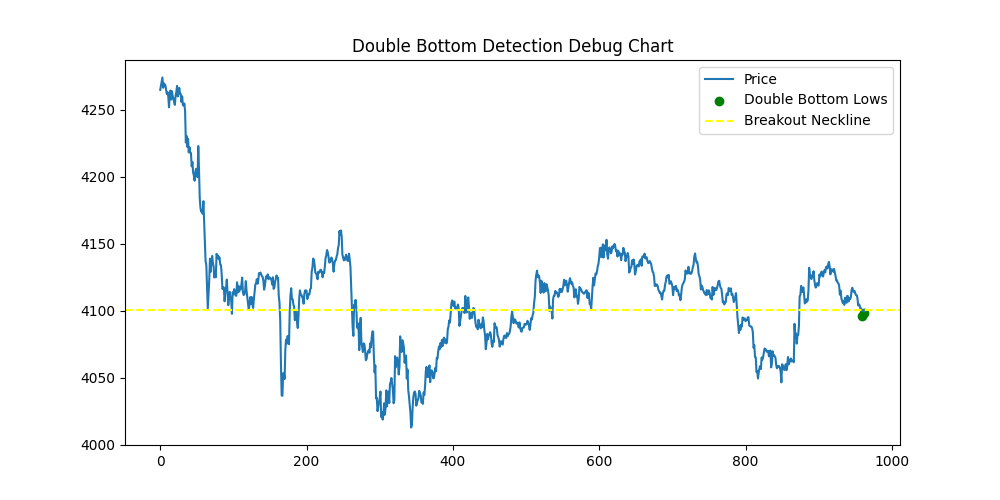 Double Bottom Detection Debug Chart
Price
Double Bottom Lows
Breakout Neckline
4250
4200
4150
4100
4050
4000
0 200 400 600 800 1000